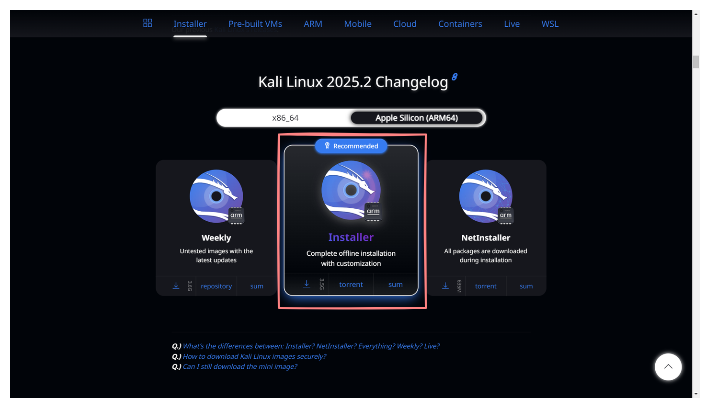 Installer Pre-built VMs ARM Mobile Cloud Containers Live WSL
Kali Linux 2025.2 Changelog
x86_64 Apple Silicon (ARM64)
Recommended
arm
Weekly
Untested images with the
latest updates
repository sum
arm
Installer
Complete offline installation
with customization
torrent sum
arm
NetInstaller
All packages are downloaded
during installation
torrent sum
Q.) What's the differences between: Installer? NetInstaller? Everything? Weekly? Live?
Q.) How to download Kali Linux images securely?
Q.) Can I still download the mini image?